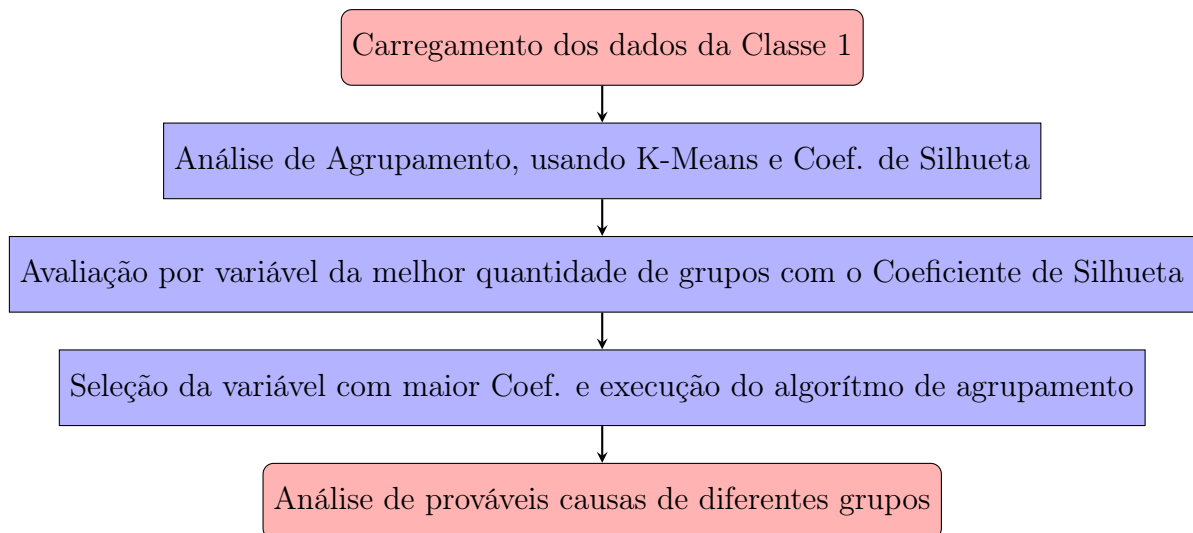 Carregamento dos dados da Classe 1
Análise de Agrupamento, usando K-Means e Coef. de Silhueta
Avaliação por variável da melhor quantidade de grupos com o Coeficiente de Silhueta
Seleção da variável com maior Coef. e execução do algorítmo de agrupamento
Análise de prováveis causas de diferentes grupos